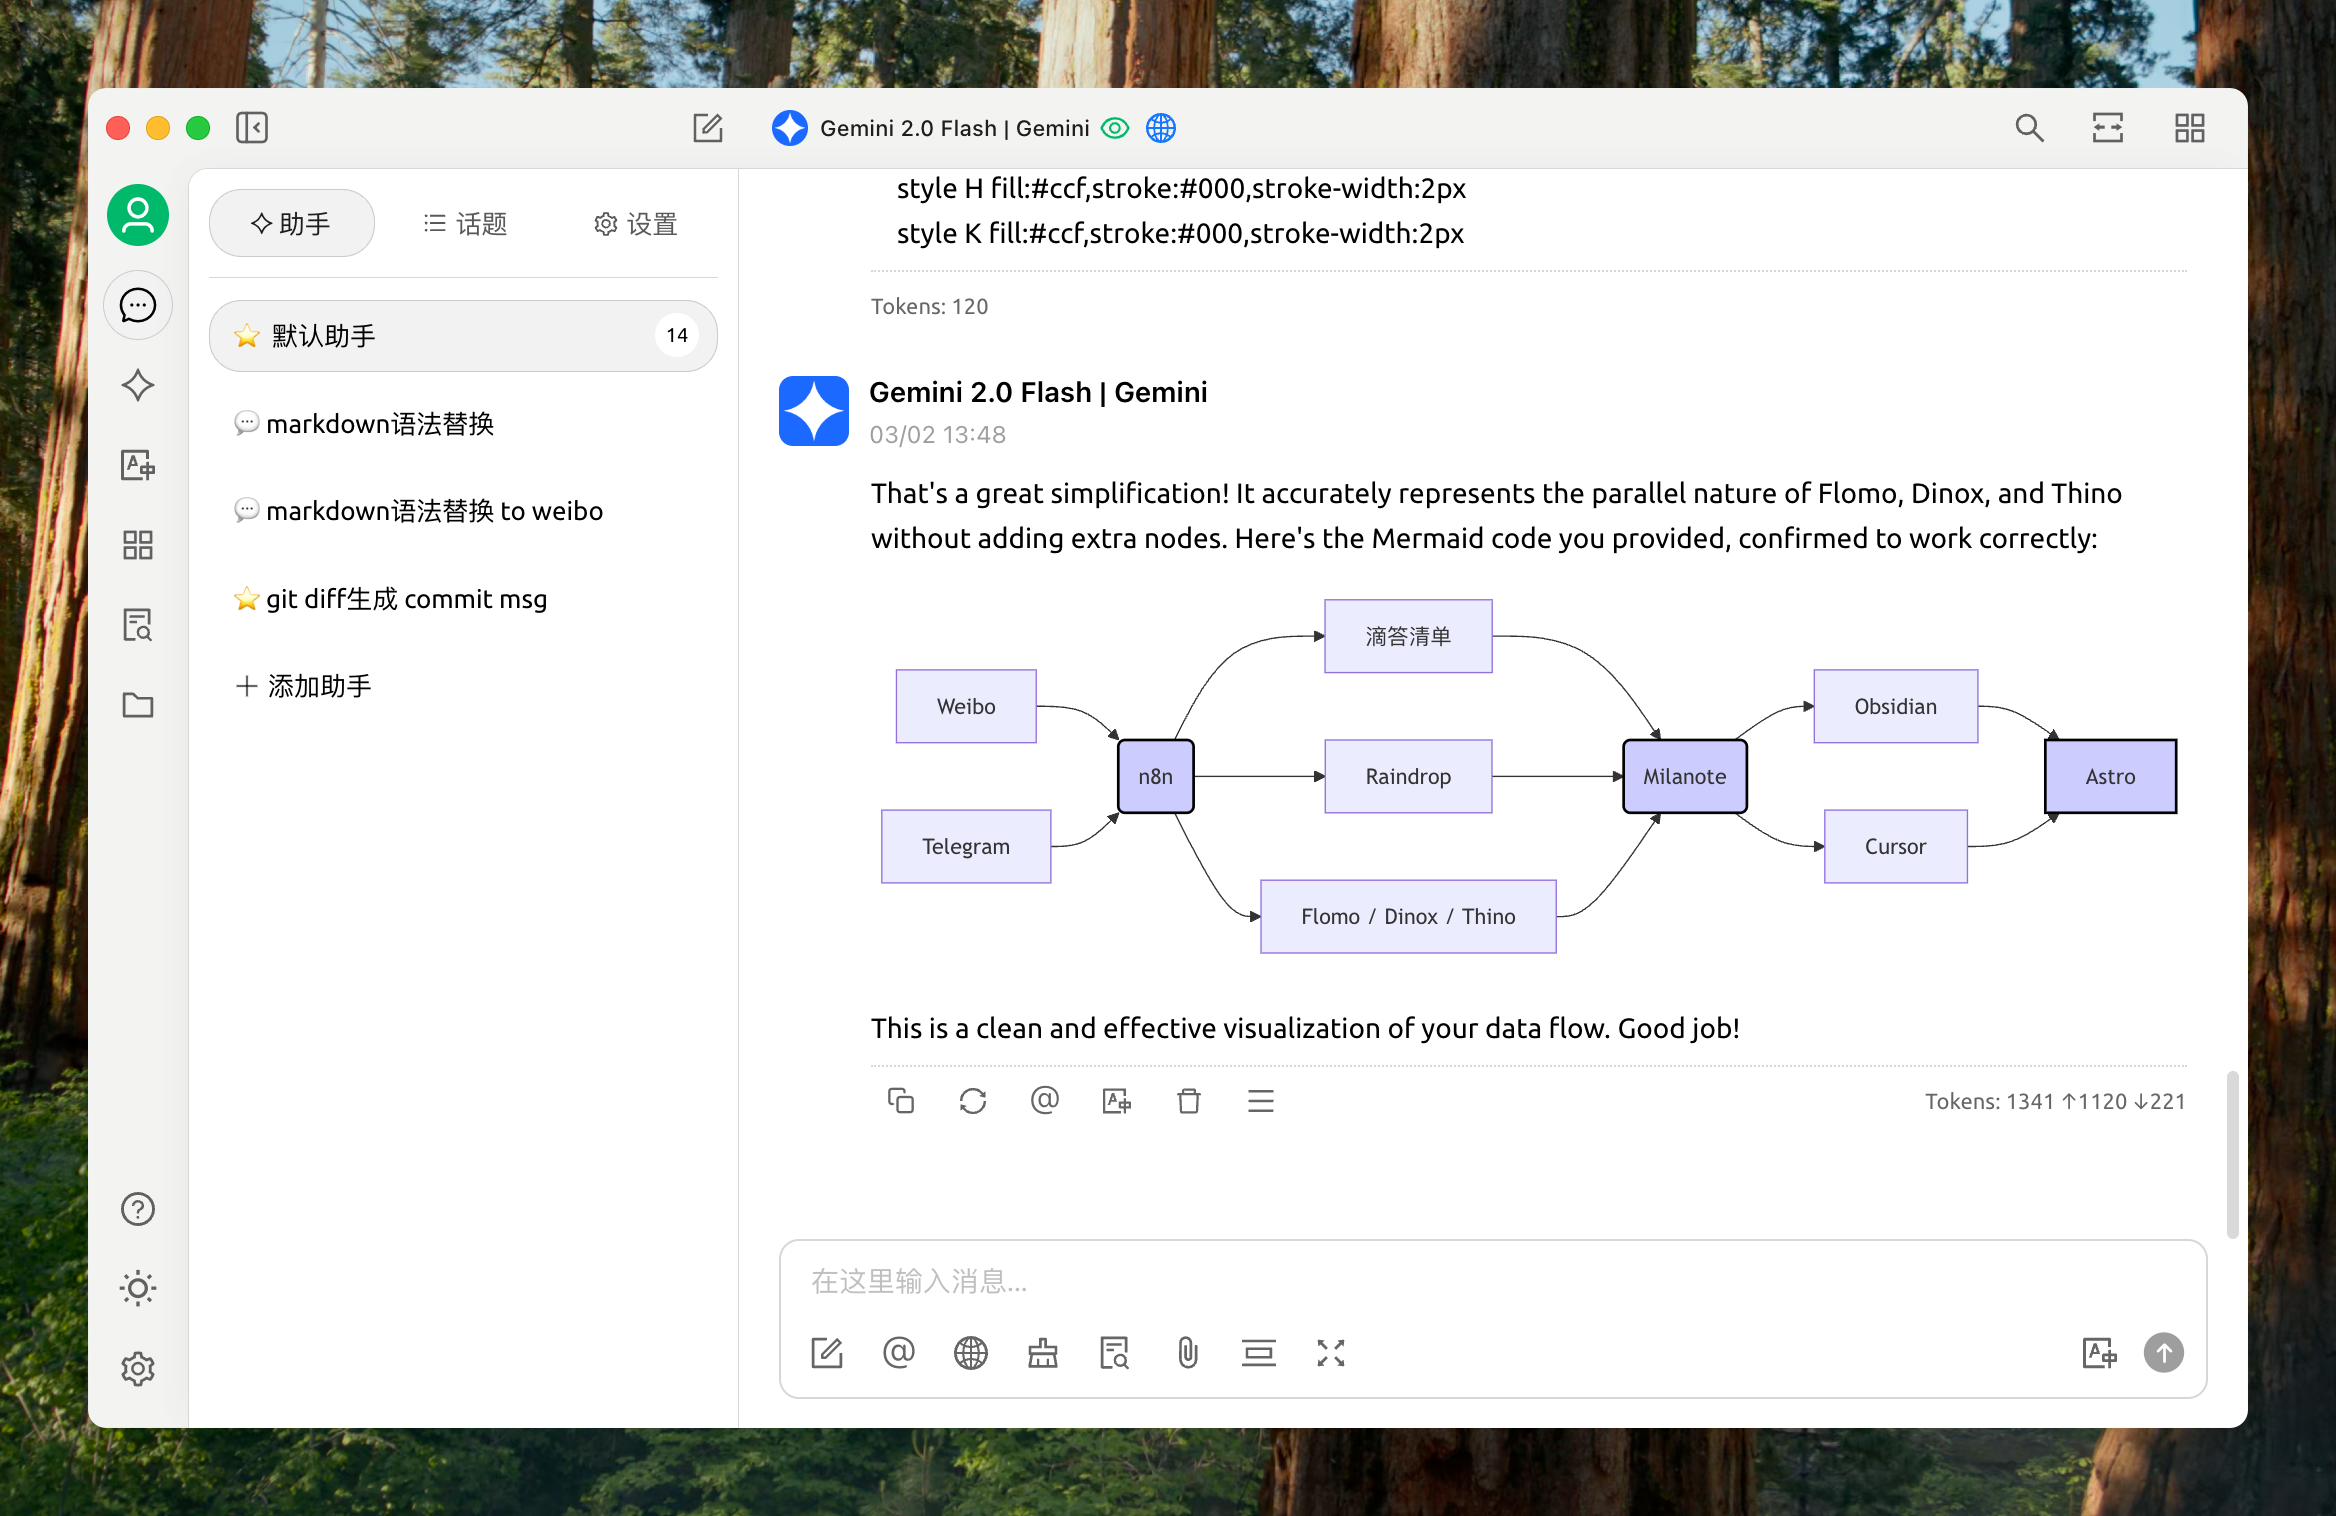 Gemini 2.0 Flash | Gemini
助手
话题
设置
默认助手
14
markdown语法替换
markdown语法替换 to weibo
git diff生成 commit msg
添加助手
style H fill:#ccf,stroke:#000,stroke-width:2px
style K fill:#ccf,stroke:#000,stroke-width:2px
Tokens: 120
Gemini 2.0 Flash | Gemini
03/02 13:48
That's a great simplification! It accurately represents the parallel nature of Flomo, Dinox, and Thino
without adding extra nodes. Here's the Mermaid code you provided, confirmed to work correctly:
Weibo
Telegram
n8n
滴答清单
Raindrop
Flomo / Dinox / Thino
Milanote
Obsidian
Cursor
Astro
This is a clean and effective visualization of your data flow. Good job!
Tokens: 1341 ↑1120 ↓221
在这里输入消息...